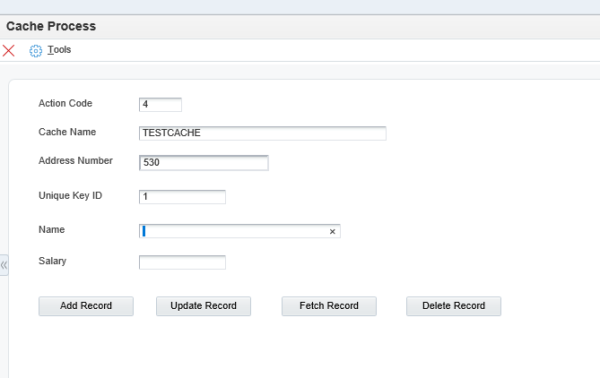 Cache Process
Tools
Action Code 4
Cache Name TESTCACHE
Address Number 530
Unique Key ID 1
Name
Salary
Add Record Update Record Fetch Record Delete Record